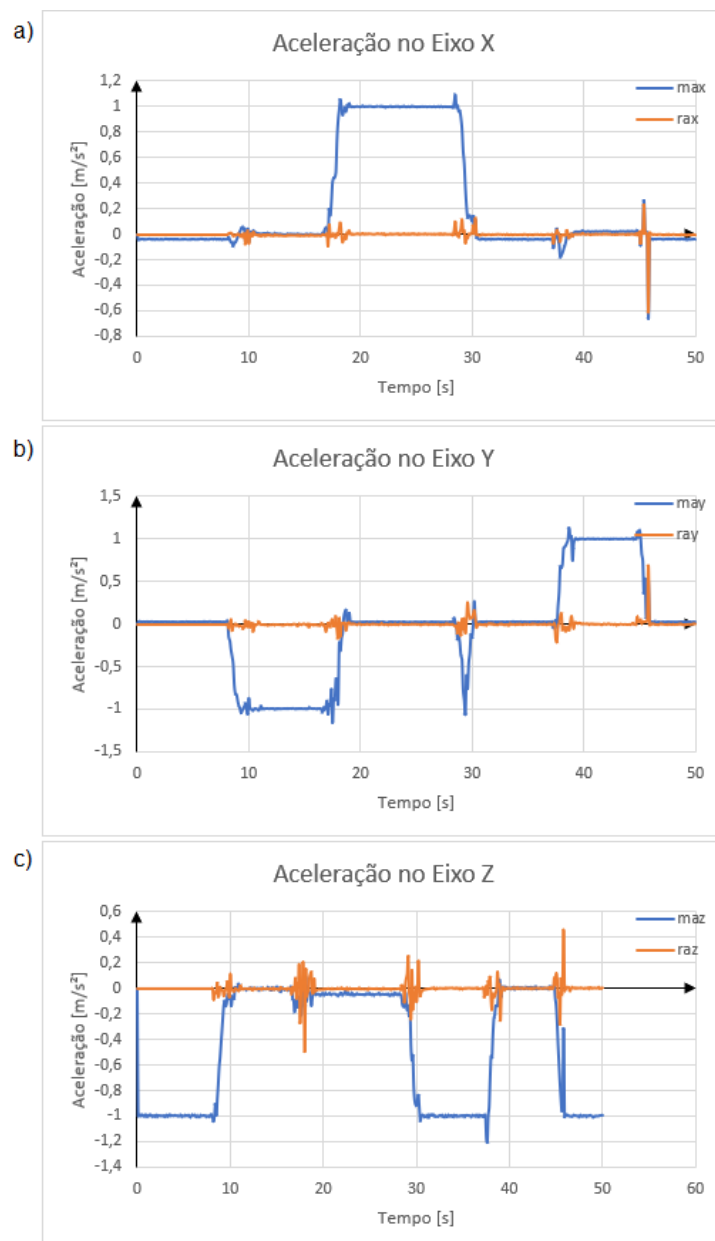 a)
Aceleração no Eixo X
1,2
1
0,8
0,6
0,4
0,2
0
-0,2
-0,4
-0,6
-0,8
Aceleração [m/s²]
max
rax
0 10 20 30 40 50
Tempo [s]
b)
Aceleração no Eixo Y
1,5
1
0,5
0
-0,5
-1
-1,5
Aceleração [m/s²]
may
ray
0 10 20 30 40 50
Tempo [s]
c)
Aceleração no Eixo Z
0,6
0,4
0,2
0
-0,2
-0,4
-0,6
-0,8
-1
-1,2
-1,4
Aceleração [m/s²]
maz
raz
0 10 20 30 40 50 60
Tempo [s]